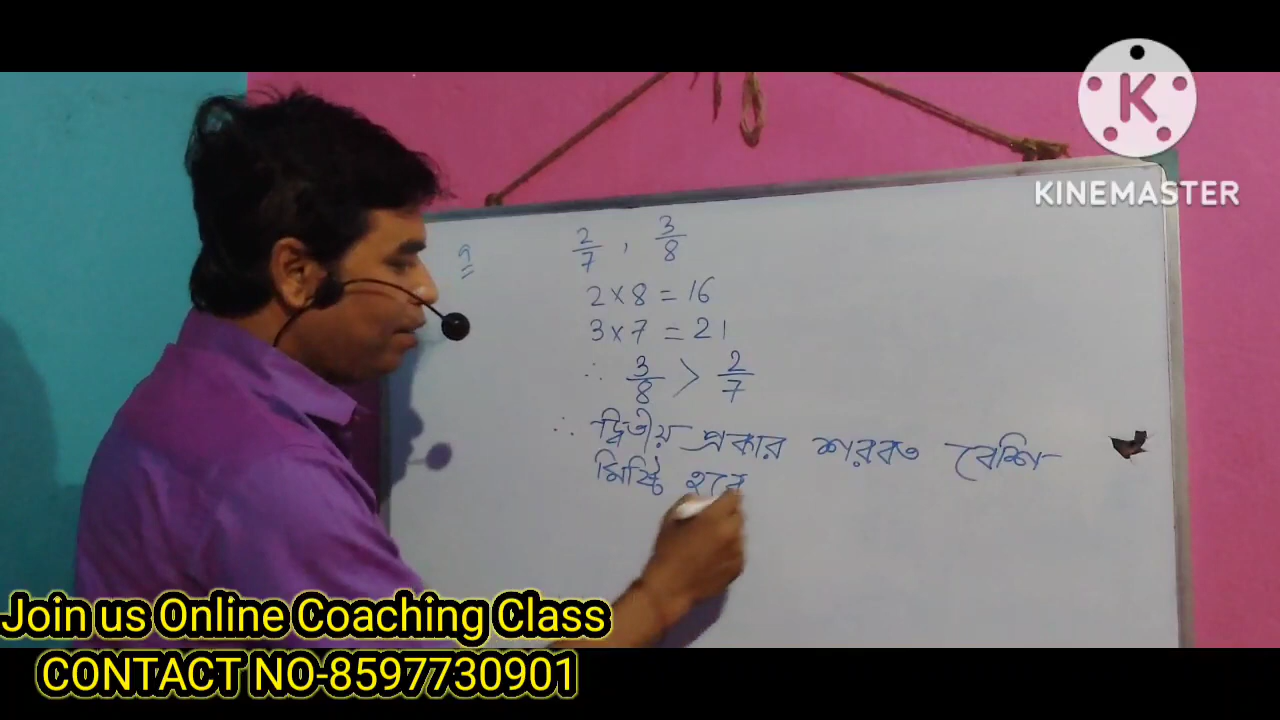 KINEMASTER
৭
2/7 , 3/8
2 × 8 = 16
3 × 7 = 21
∴ 3/8 > 2/7
∴ দ্বিতীয় প্রকার শরবত বেশি
মিষ্টি হবে
Join us Online Coaching Class
CONTACT NO-8597730901